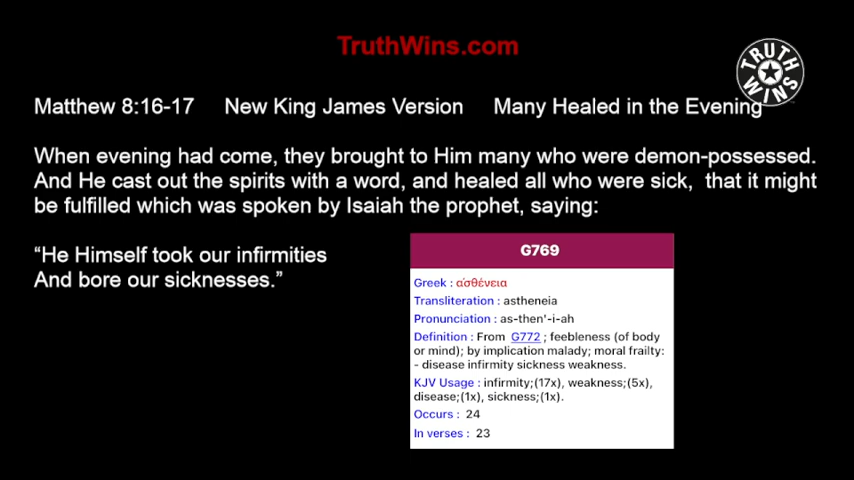 TruthWins.com
TRUTH
WINS
Matthew 8:16-17 New King James Version Many Healed in the Evening
When evening had come, they brought to Him many who were demon-possessed.
And He cast out the spirits with a word, and healed all who were sick, that it might
be fulfilled which was spoken by Isaiah the prophet, saying:
“He Himself took our infirmities
And bore our sicknesses.”
G769
Greek : ἀσθένεια
Transliteration : astheneia
Pronunciation : as-then'-i-ah
Definition : From G772 ; feebleness (of body
or mind); by implication malady; moral frailty:
- disease infirmity sickness weakness.
KJV Usage : infirmity;(17x), weakness;(5x),
disease;(1x), sickness;(1x).
Occurs : 24
In verses : 23